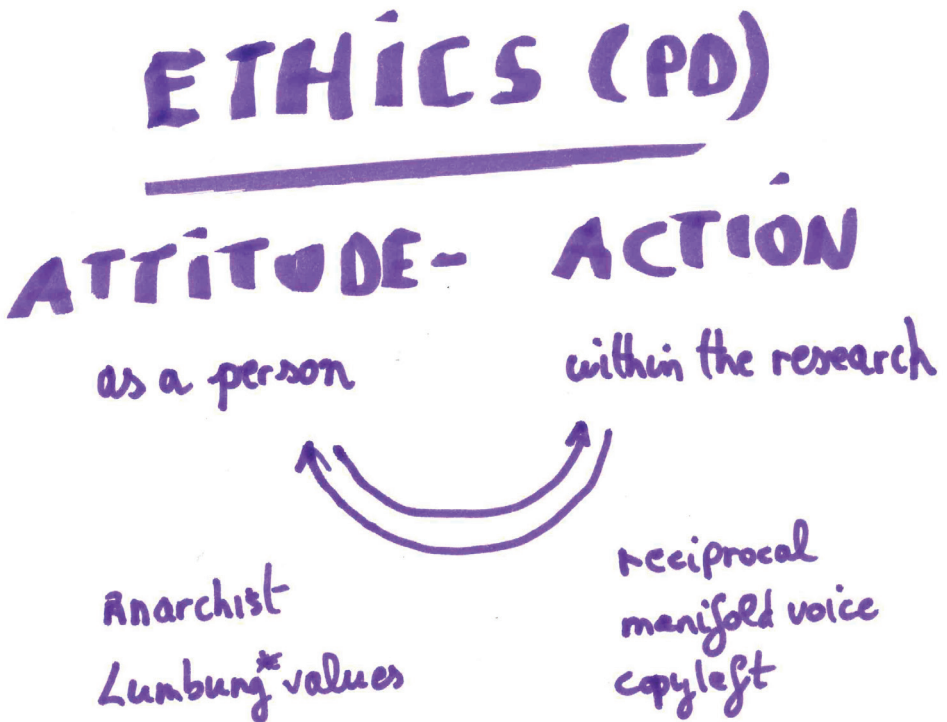 ETHiCS (PD)
ATTiTUDE - ACTiON
as a person within the research
Anarchist
Lumbung* values
reciprocal
manifold voice
copyleft